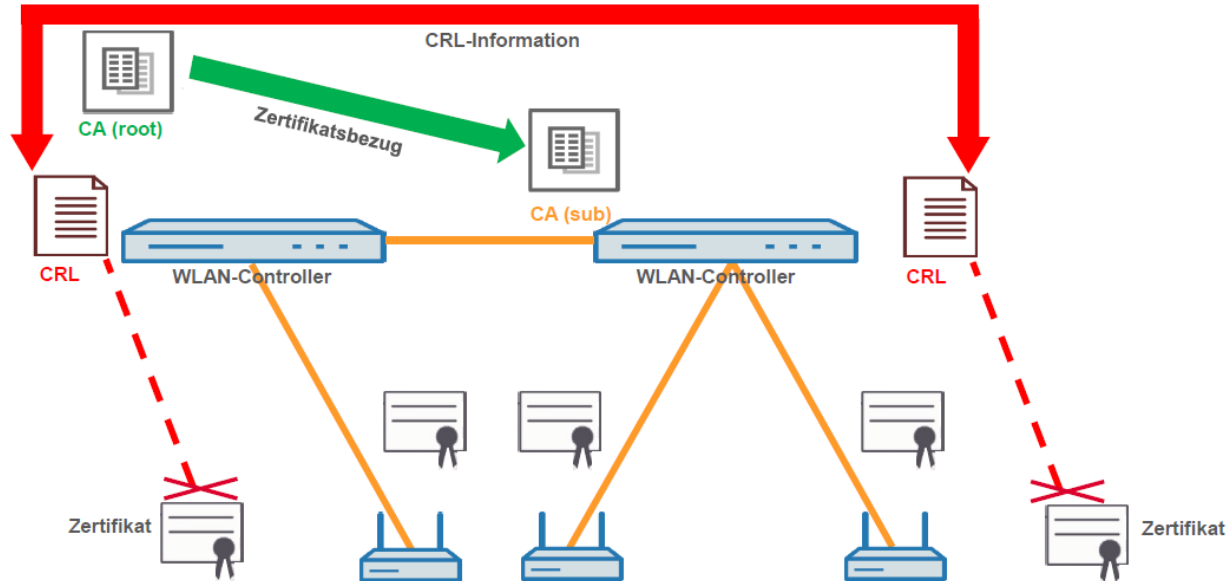 CRL-Information
CA (root)
Zertifikatsbezug
CA (sub)
CRL
WLAN-Controller
WLAN-Controller
CRL
Zertifikat
Zertifikat